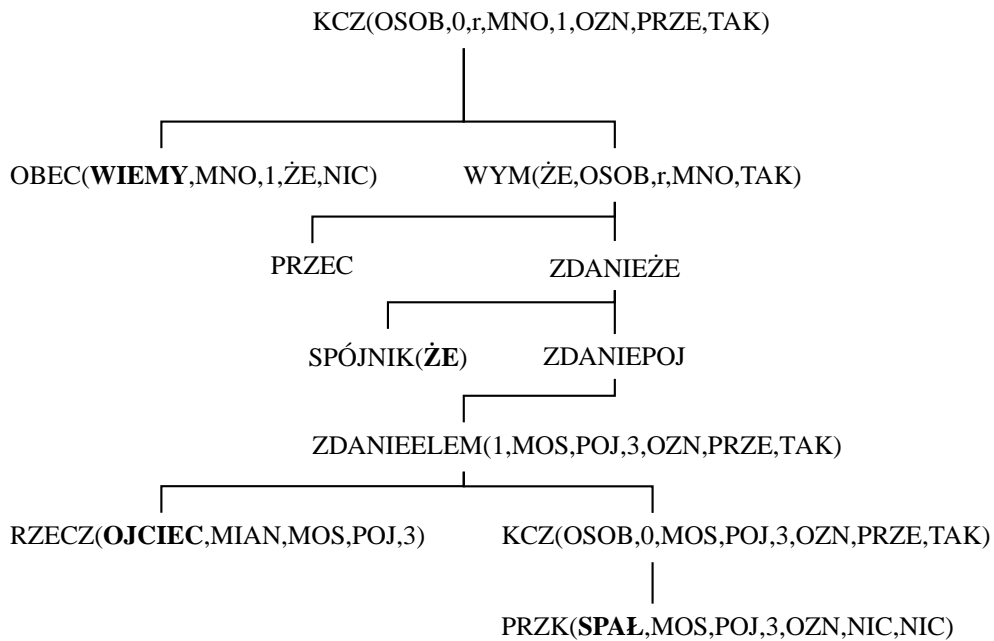 KCZ(OSOB,0,r,MNO,1,OZN,PRZE,TAK)
OBEC(WIEMY,MNO,1,ŻE,NIC) WYM(ŻE,OSOB,r,MNO,TAK)
PRZEC ZDANIEŻE
SPÓJNIK(ŻE) ZDANIEPOJ
ZDANIEELEM(1,MOS,POJ,3,OZN,PRZE,TAK)
RZECZ(OJCIEC,MIAN,MOS,POJ,3) KCZ(OSOB,0,MOS,POJ,3,OZN,PRZE,TAK)
PRZK(SPAŁ,MOS,POJ,3,OZN,NIC,NIC)